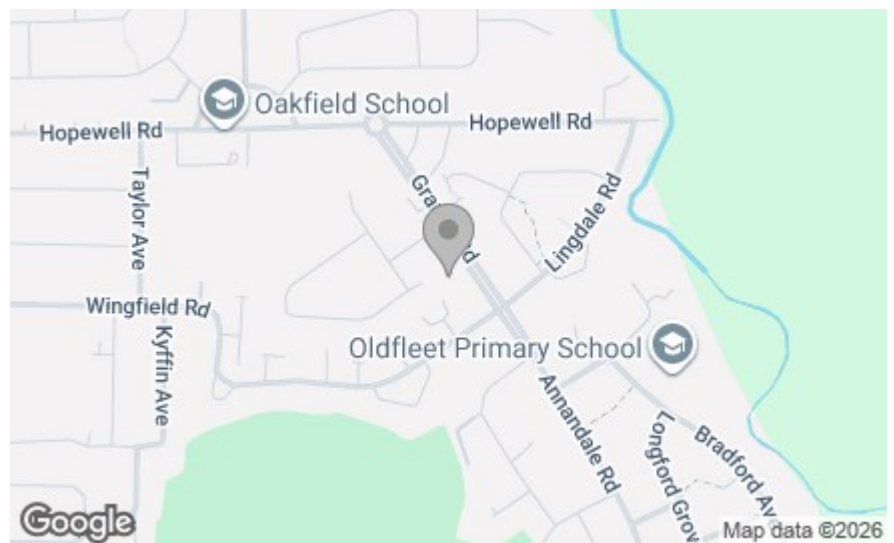 Oakfield School
Hopewell Rd
Hopewell Rd
Taylor Ave
Lingdale Rd
Wingfield Rd
Kyffin Ave
Oldfleet Primary School
Annandale Rd
Longford Grov
Bradford Av
Google
Map data ©2026